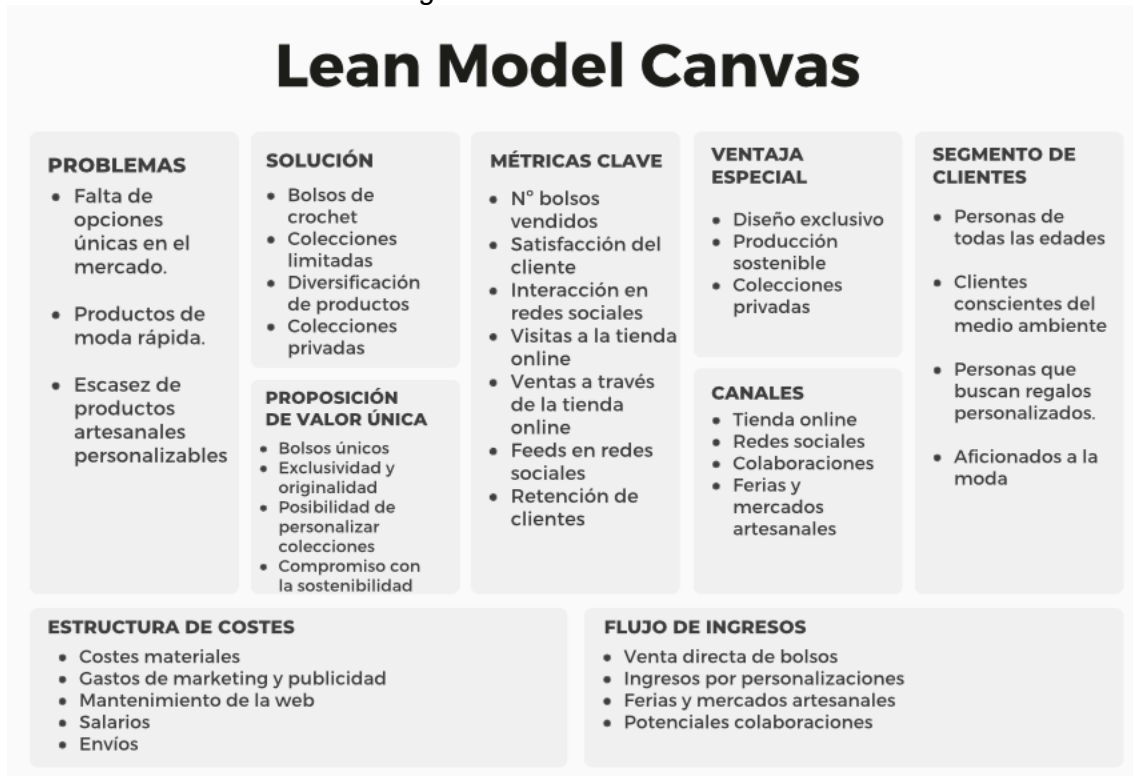 Lean Model Canvas
PROBLEMAS
• Falta de
opciones
únicas en el
mercado.
• Productos de
moda rápida.
• Escasez de
productos
artesanales
personalizables
SOLUCIÓN
• Bolsos de
crochet
• Colecciones
limitadas
• Diversificación
de productos
• Colecciones
privadas
PROPOSICIÓN
DE VALOR ÚNICA
• Bolsos únicos
• Exclusividad y
originalidad
• Posibilidad de
personalizar
colecciones
• Compromiso con
la sostenibilidad
MÉTRICAS CLAVE
• Nº bolsos
vendidos
• Satisfacción del
cliente
• Interacción en
redes sociales
• Visitas a la tienda
online
• Ventas a través
de la tienda
online
• Feeds en redes
sociales
• Retención de
clientes
VENTAJA
ESPECIAL
• Diseño exclusivo
• Producción
sostenible
• Colecciones
privadas
CANALES
• Tienda online
• Redes sociales
• Colaboraciones
• Ferias y
mercados
artesanales
SEGMENTO DE
CLIENTES
• Personas de
todas las edades
• Clientes
conscientes del
medio ambiente
• Personas que
buscan regalos
personalizados.
• Aficionados a la
moda
ESTRUCTURA DE COSTES
• Costes materiales
• Gastos de marketing y publicidad
• Mantenimiento de la web
• Salarios
• Envíos
FLUJO DE INGRESOS
• Venta directa de bolsos
• Ingresos por personalizaciones
• Ferias y mercados artesanales
• Potenciales colaboraciones